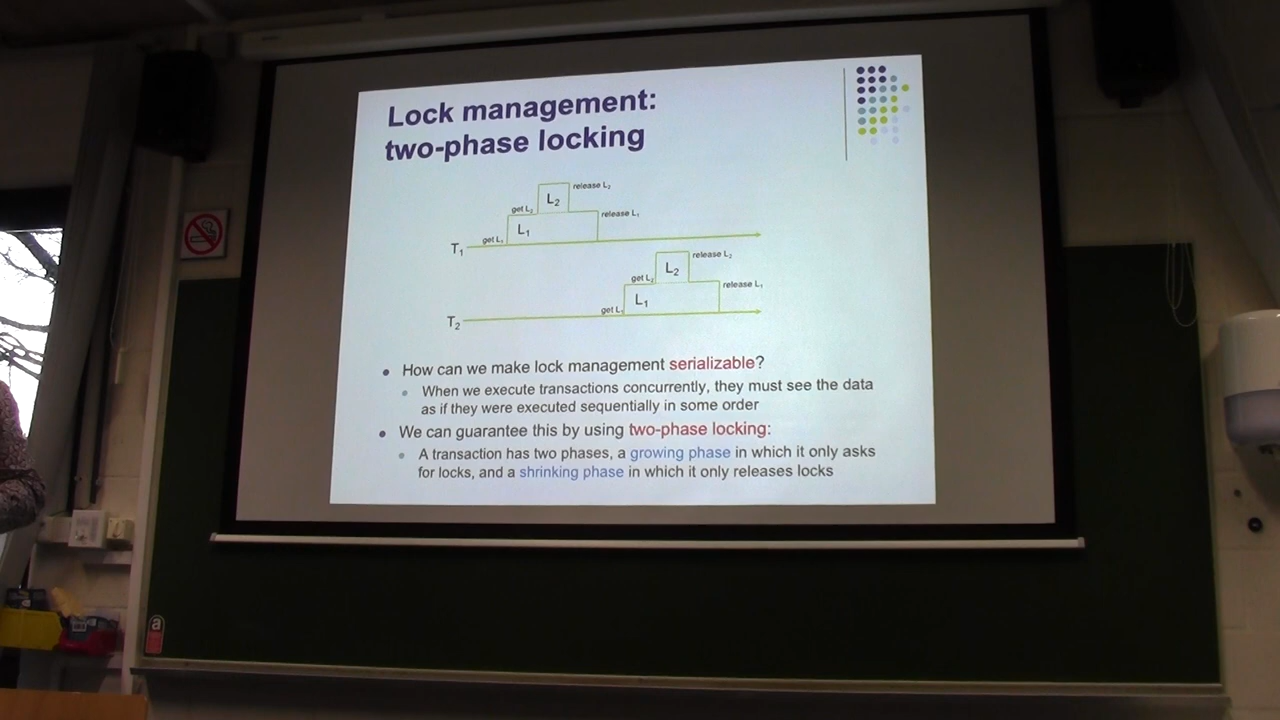 Lock management:
two-phase locking
L₂
release L₂
get L₂
L₁
release L₁
get L₁
T₁
L₂
release L₂
get L₂
L₁
release L₁
get L₁
T₂
How can we make lock management serializable?
When we execute transactions concurrently, they must see the data
as if they were executed sequentially in some order
We can guarantee this by using two-phase locking:
A transaction has two phases, a growing phase in which it only asks
for locks, and a shrinking phase in which it only releases locks
a